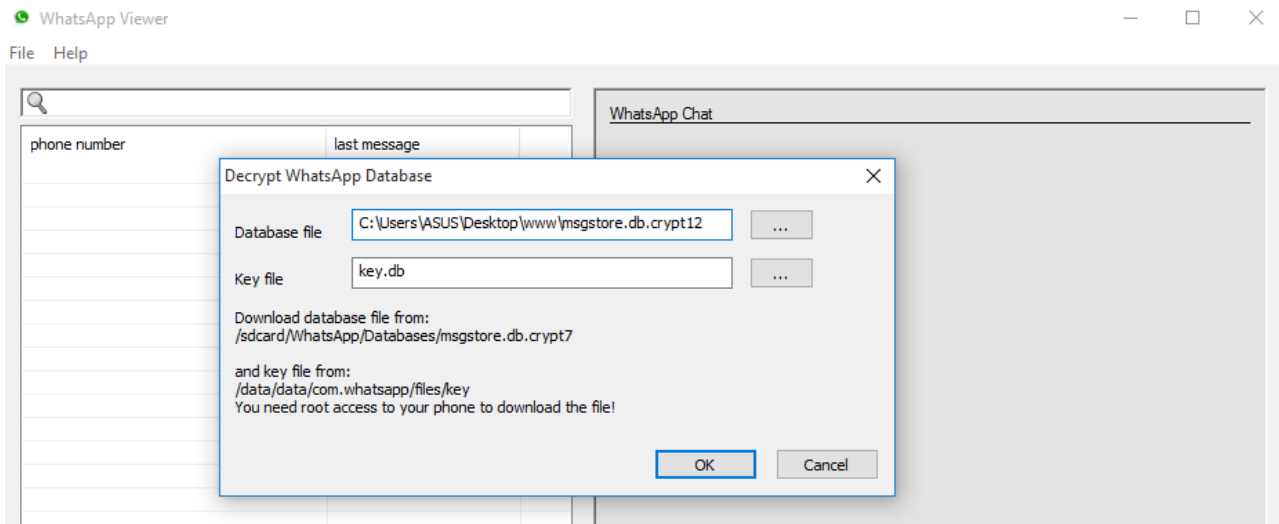 WhatsApp Viewer
File Help
WhatsApp Chat
phone number last message
Decrypt WhatsApp Database
Database file C:\Users\ASUS\Desktop\www\msgstore.db.crypt12 ...
Key file key.db ...
Download database file from:
/sdcard/WhatsApp/Databases/msgstore.db.crypt7
and key file from:
/data/data/com.whatsapp/files/key
You need root access to your phone to download the file!
OK Cancel